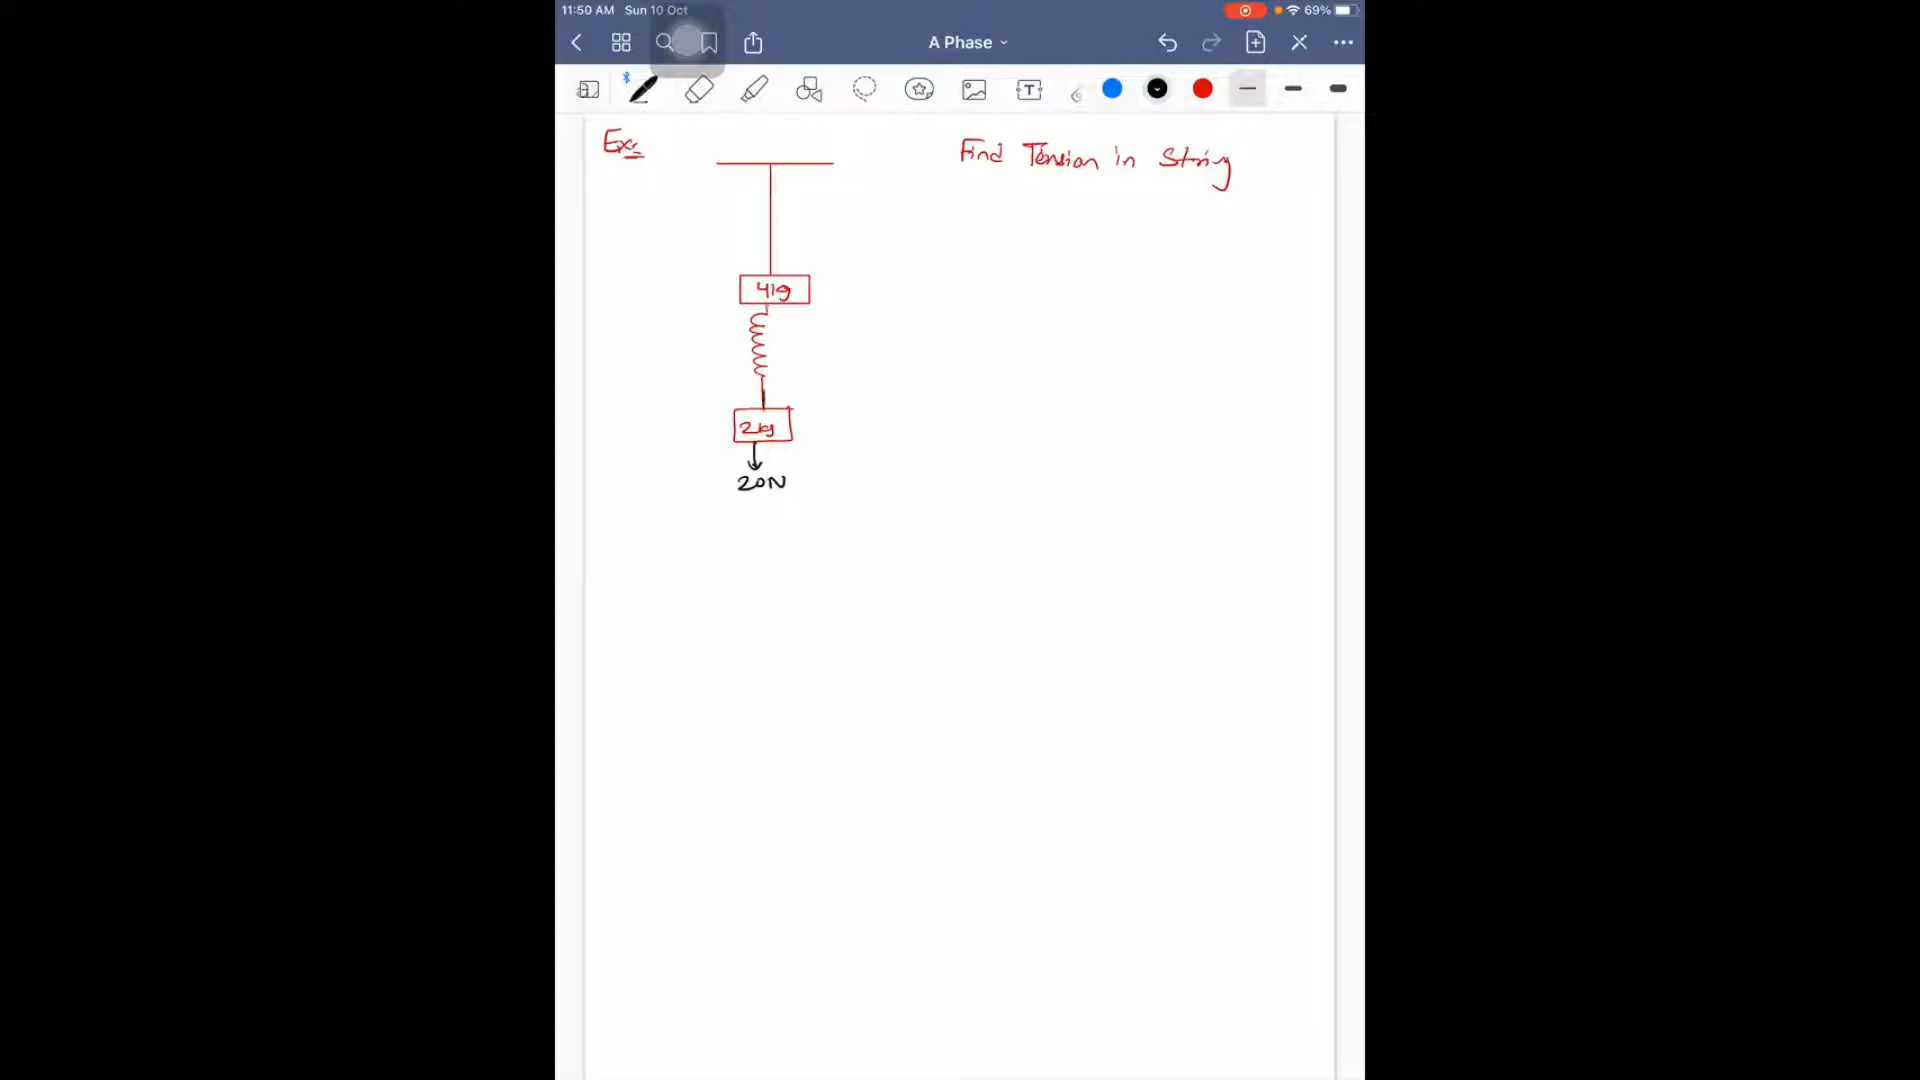 11:50 AM Sun 10 Oct
69%
A Phase
T
Ex:
Find Tension in String
4kg
2kg
20N